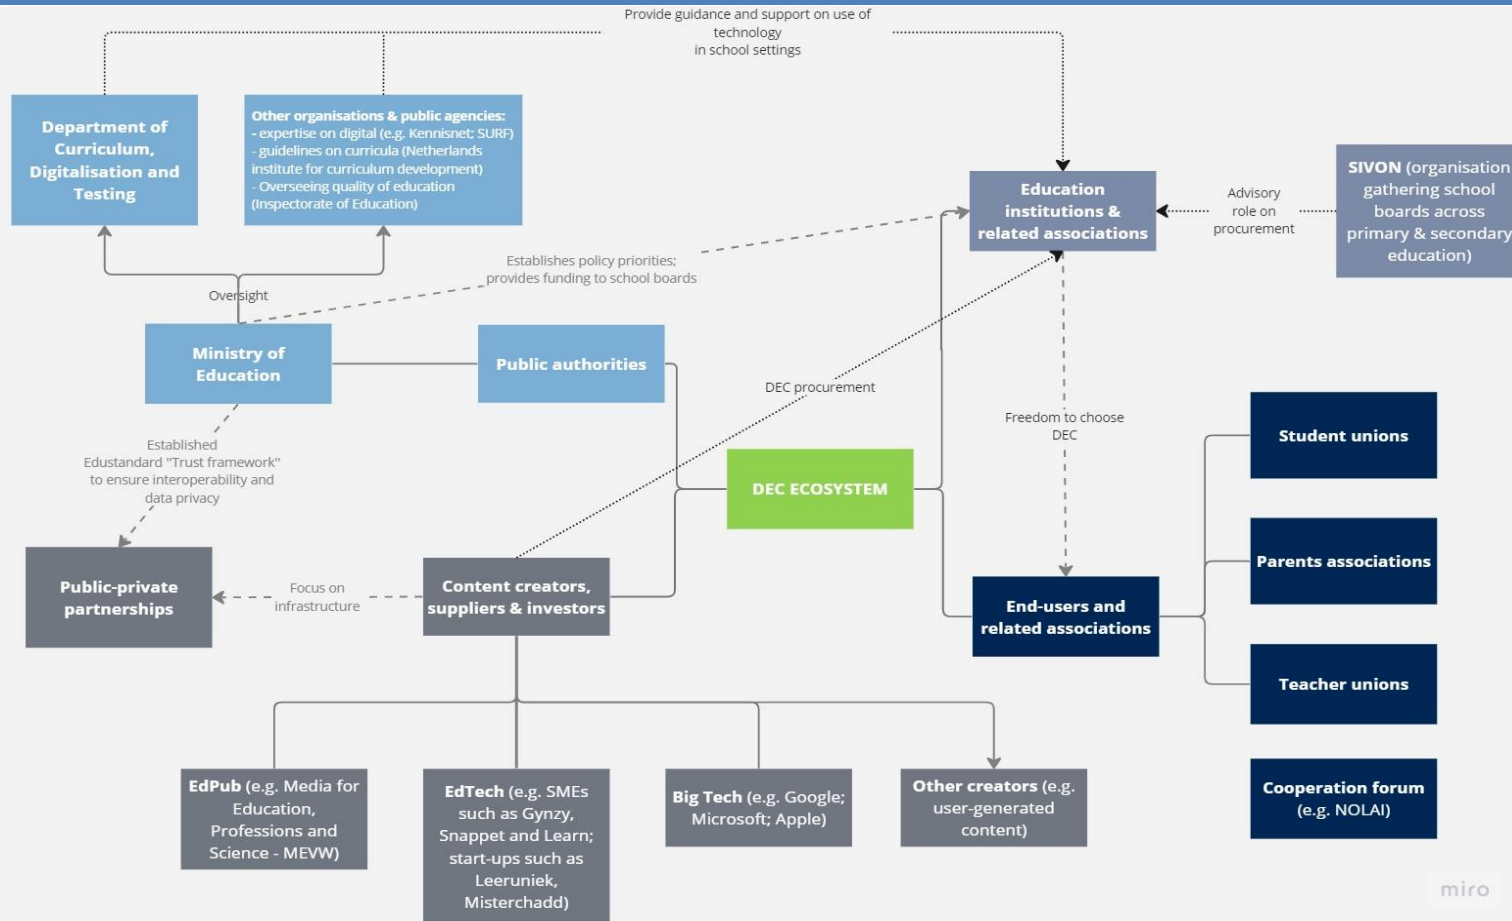 Provide guidance and support on use of
technology
in school settings
Department of
Curriculum,
Digitalisation and
Testing
Other organisations & public agencies:
- expertise on digital (e.g. Kennisnet; SURF)
- guidelines on curricula (Netherlands
institute for curriculum development)
- Overseeing quality of education
(Inspectorate of Education)
Education
institutions &
related associations
Advisory
role on
procurement
SIVON (organisation
gathering school
boards across
primary & secondary
education)
Establishes policy priorities;
provides funding to school boards
Oversight
Ministry of
Education
Public authorities
DEC procurement
Freedom to choose
DEC
Established
Edustandard "Trust framework"
to ensure interoperability and
data privacy
DEC ECOSYSTEM
Student unions
Parents associations
Teacher unions
Cooperation forum
(e.g. NOLAI)
Public-private
partnerships
Focus on
infrastructure
Content creators,
suppliers & investors
End-users and
related associations
EdPub (e.g. Media for
Education,
Professions and
Science - MEVW)
EdTech (e.g. SMEs
such as Gynzy,
Snappet and Learn;
start-ups such as
Leeruniek,
Misterchadd)
Big Tech (e.g. Google;
Microsoft; Apple)
Other creators (e.g.
user-generated
content)
miro